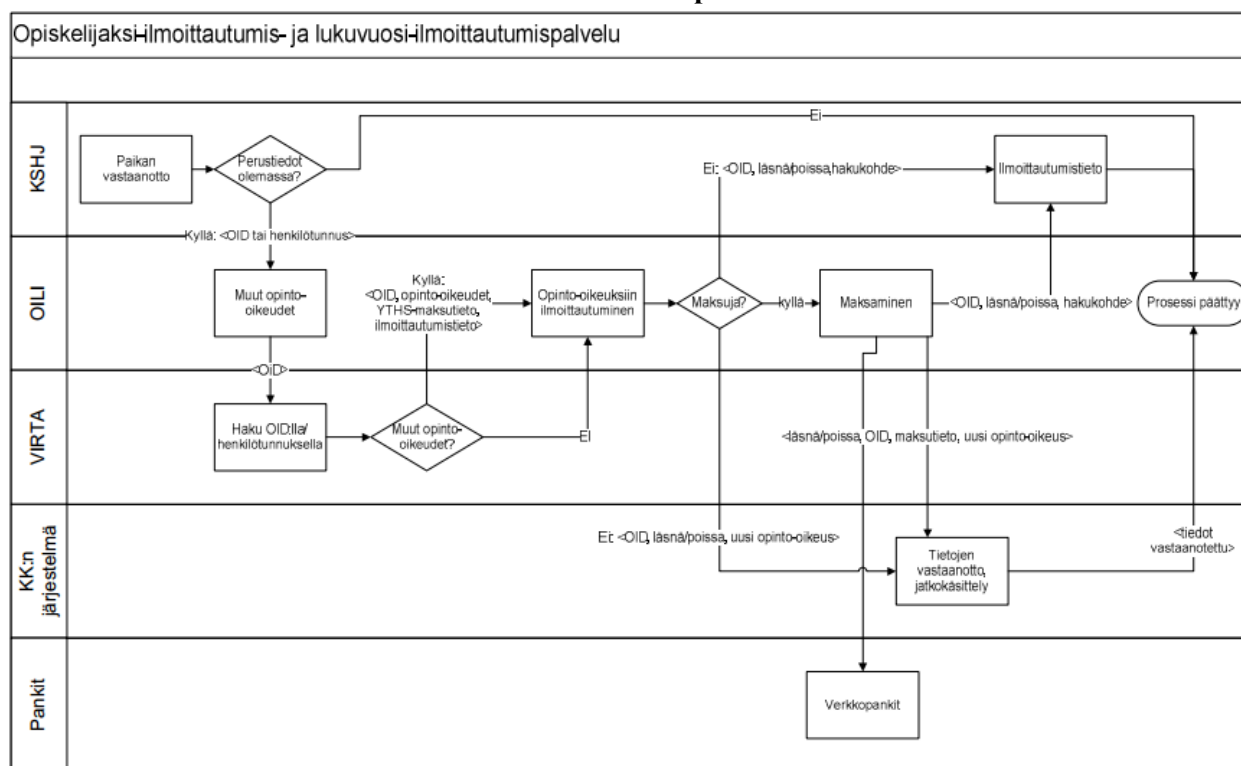 Opiskelijaksi-ilmoittautumis- ja lukuvuosi-ilmoittautumispalvelu
KSHJ
Paikan
vastaanotto
Perustiedot
olemassa?
Ei
Ei: <OID, läsnä/poissa,hakukohde>
Ilmoittautumistieto
Kyllä: <OID tai henkilötunnus>
OILI
Muut opinto-
oikeudet
Kyllä:
<OID, opinto-oikeudet,
YTHS-maksutieto,
ilmoittautumistieto>
Opinto-oikeuksiin
ilmoittautuminen
Maksuja?
kyllä
Maksaminen
<OID, läsnä/poissa, hakukohde>
Prosessi päättyy
<OiD>
VIRTA
Haku OID:lla/
henkilötunnuksella
Muut opinto-
oikeudet?
EI
<läsnä/poissa, OID, maksutieto, uusi opinto-oikeus>
KK:n
järjestelmä
Ei: <OID, läsnä/poissa, uusi opinto-oikeus>
Tietojen
vastaanotto,
jatkokäsittely
<tiedot
vastaanotettu>
Pankit
Verkkopankit